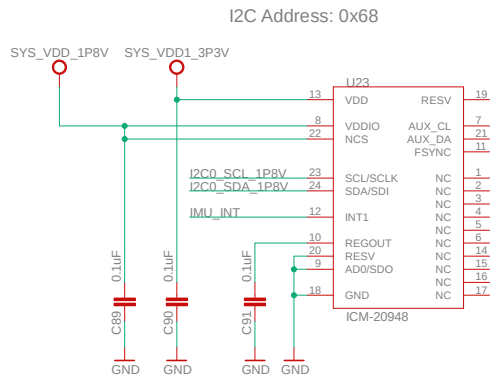 I2C Address: 0x68
SYS_VDD_1P8V SYS_VDD1_3P3V
U23
13 VDD RESV 19
8 VDDIO AUX_CL 7
22 NCS AUX_DA 21
FSYNC 11
I2C0_SCL_1P8V 23 SCL/SCLK NC 1
I2C0_SDA_1P8V 24 SDA/SDI NC 2
NC 3
IMU_INT 12 INT1 NC 4
NC 5
10 REGOUT NC 6
20 RESV NC 14
9 AD0/SDO NC 15
NC 16
18 GND NC 17
ICM-20948
0.1uF 0.1uF 0.1uF
C89 C90 C91
GND GND GND GND